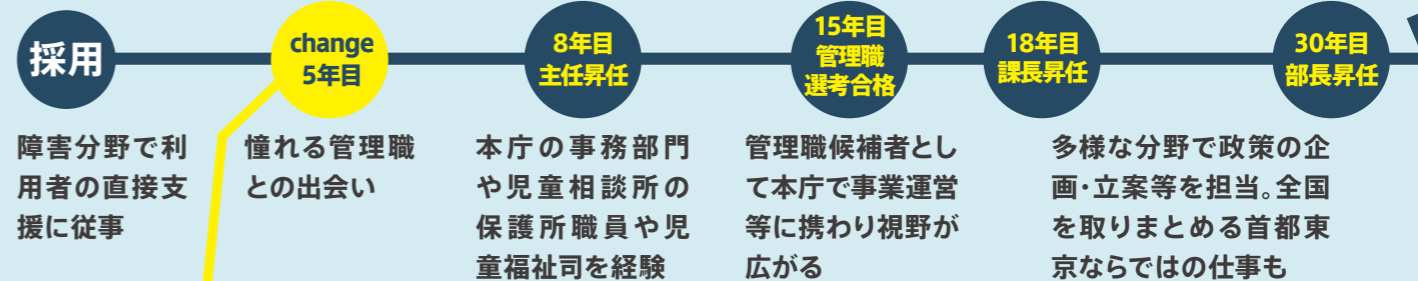 採用
障害分野で利
用者の直接支
援に従事
change
5年目
憧れる管理職
との出会い
8年目
主任昇任
本庁の事務部門
や児童相談所の
保護所職員や児
童福祉司を経験
15年目
管理職
選考合格
管理職候補者とし
て本庁で事業運営
等に携わり視野が
広がる
18年目
課長昇任
30年目
部長昇任
多様な分野で政策の企
画・立案等を担当。全国
を取りまとめる首都東
京ならではの仕事も